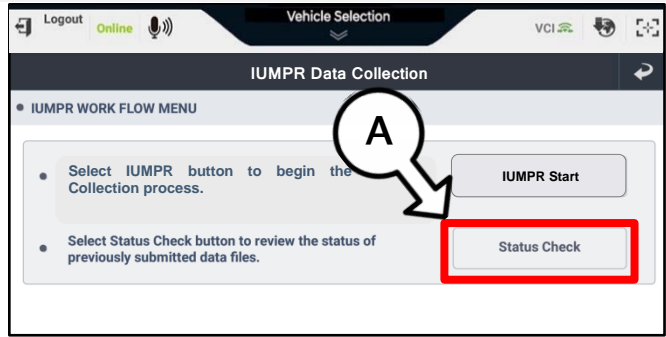 Logout Online Vehicle Selection VCI
IUMPR Data Collection
IUMPR WORK FLOW MENU
A
Select IUMPR button to begin the
Collection process.
IUMPR Start
Select Status Check button to review the status of
previously submitted data files.
Status Check